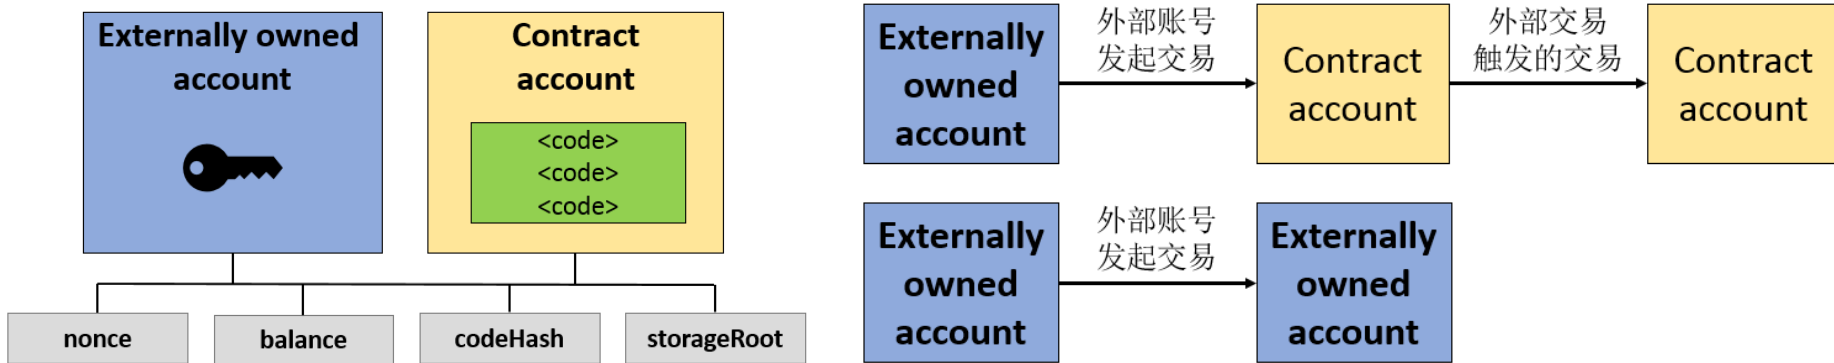 Externally owned
account
Contract
account
<code>
<code>
<code>
nonce
balance
codeHash
storageRoot
Externally
owned
account
外部账号
发起交易
Contract
account
外部交易
触发的交易
Contract
account
Externally
owned
account
外部账号
发起交易
Externally
owned
account